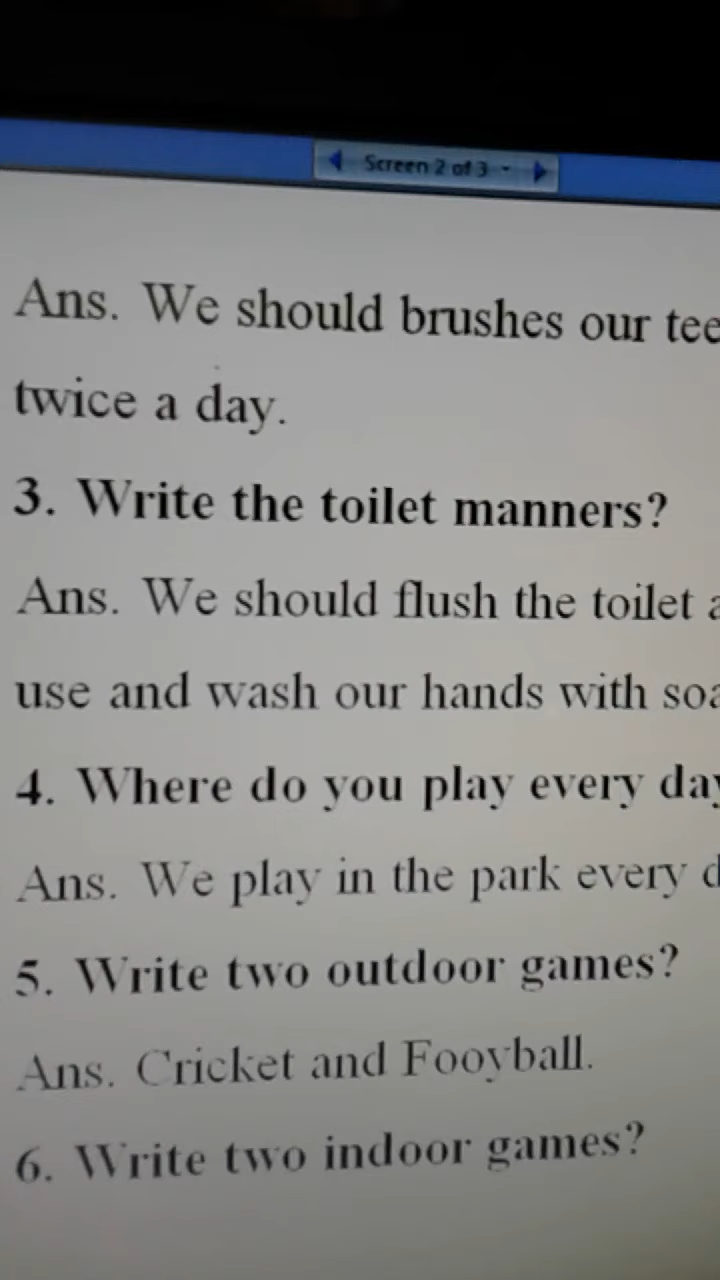 Screen 2 of 3
Ans. We should brushes our tee
twice a day.
3. Write the toilet manners?
Ans. We should flush the toilet a
use and wash our hands with soa
4. Where do you play every day
Ans. We play in the park every d
5. Write two outdoor games?
Ans. Cricket and Fooyball.
6. Write two indoor games?